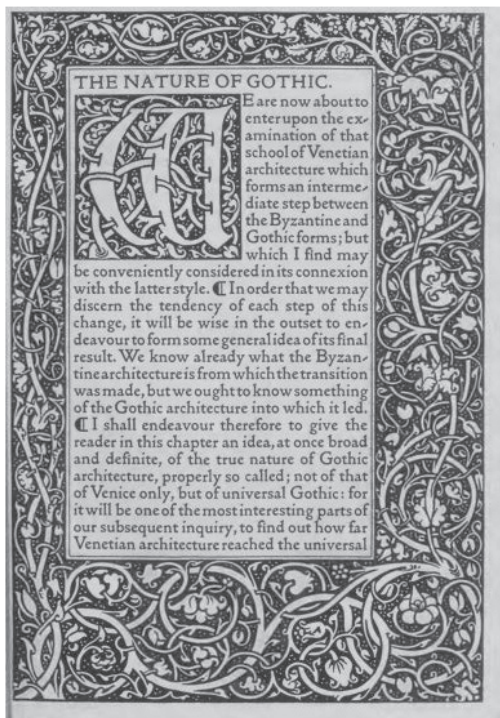 THE NATURE OF GOTHIC.
WE are now about to
enter upon the ex-
amination of that
school of Venetian
architecture which
forms an interme-
diate step between
the Byzantine and
Gothic forms; but
which I find may
be conveniently considered in its connexion
with the latter style. ❡ In order that we may
discern the tendency of each step of this
change, it will be wise in the outset to en-
deavour to form some general idea of its final
result. We know already what the Byzan-
tine architecture is from which the transition
was made, but we ought to know something
of the Gothic architecture into which it led.
❡ I shall endeavour therefore to give the
reader in this chapter an idea, at once broad
and definite, of the true nature of Gothic
architecture, properly so called; not of that
of Venice only, but of universal Gothic: for
it will be one of the most interesting parts of
our subsequent inquiry, to find out how far
Venetian architecture reached the universal